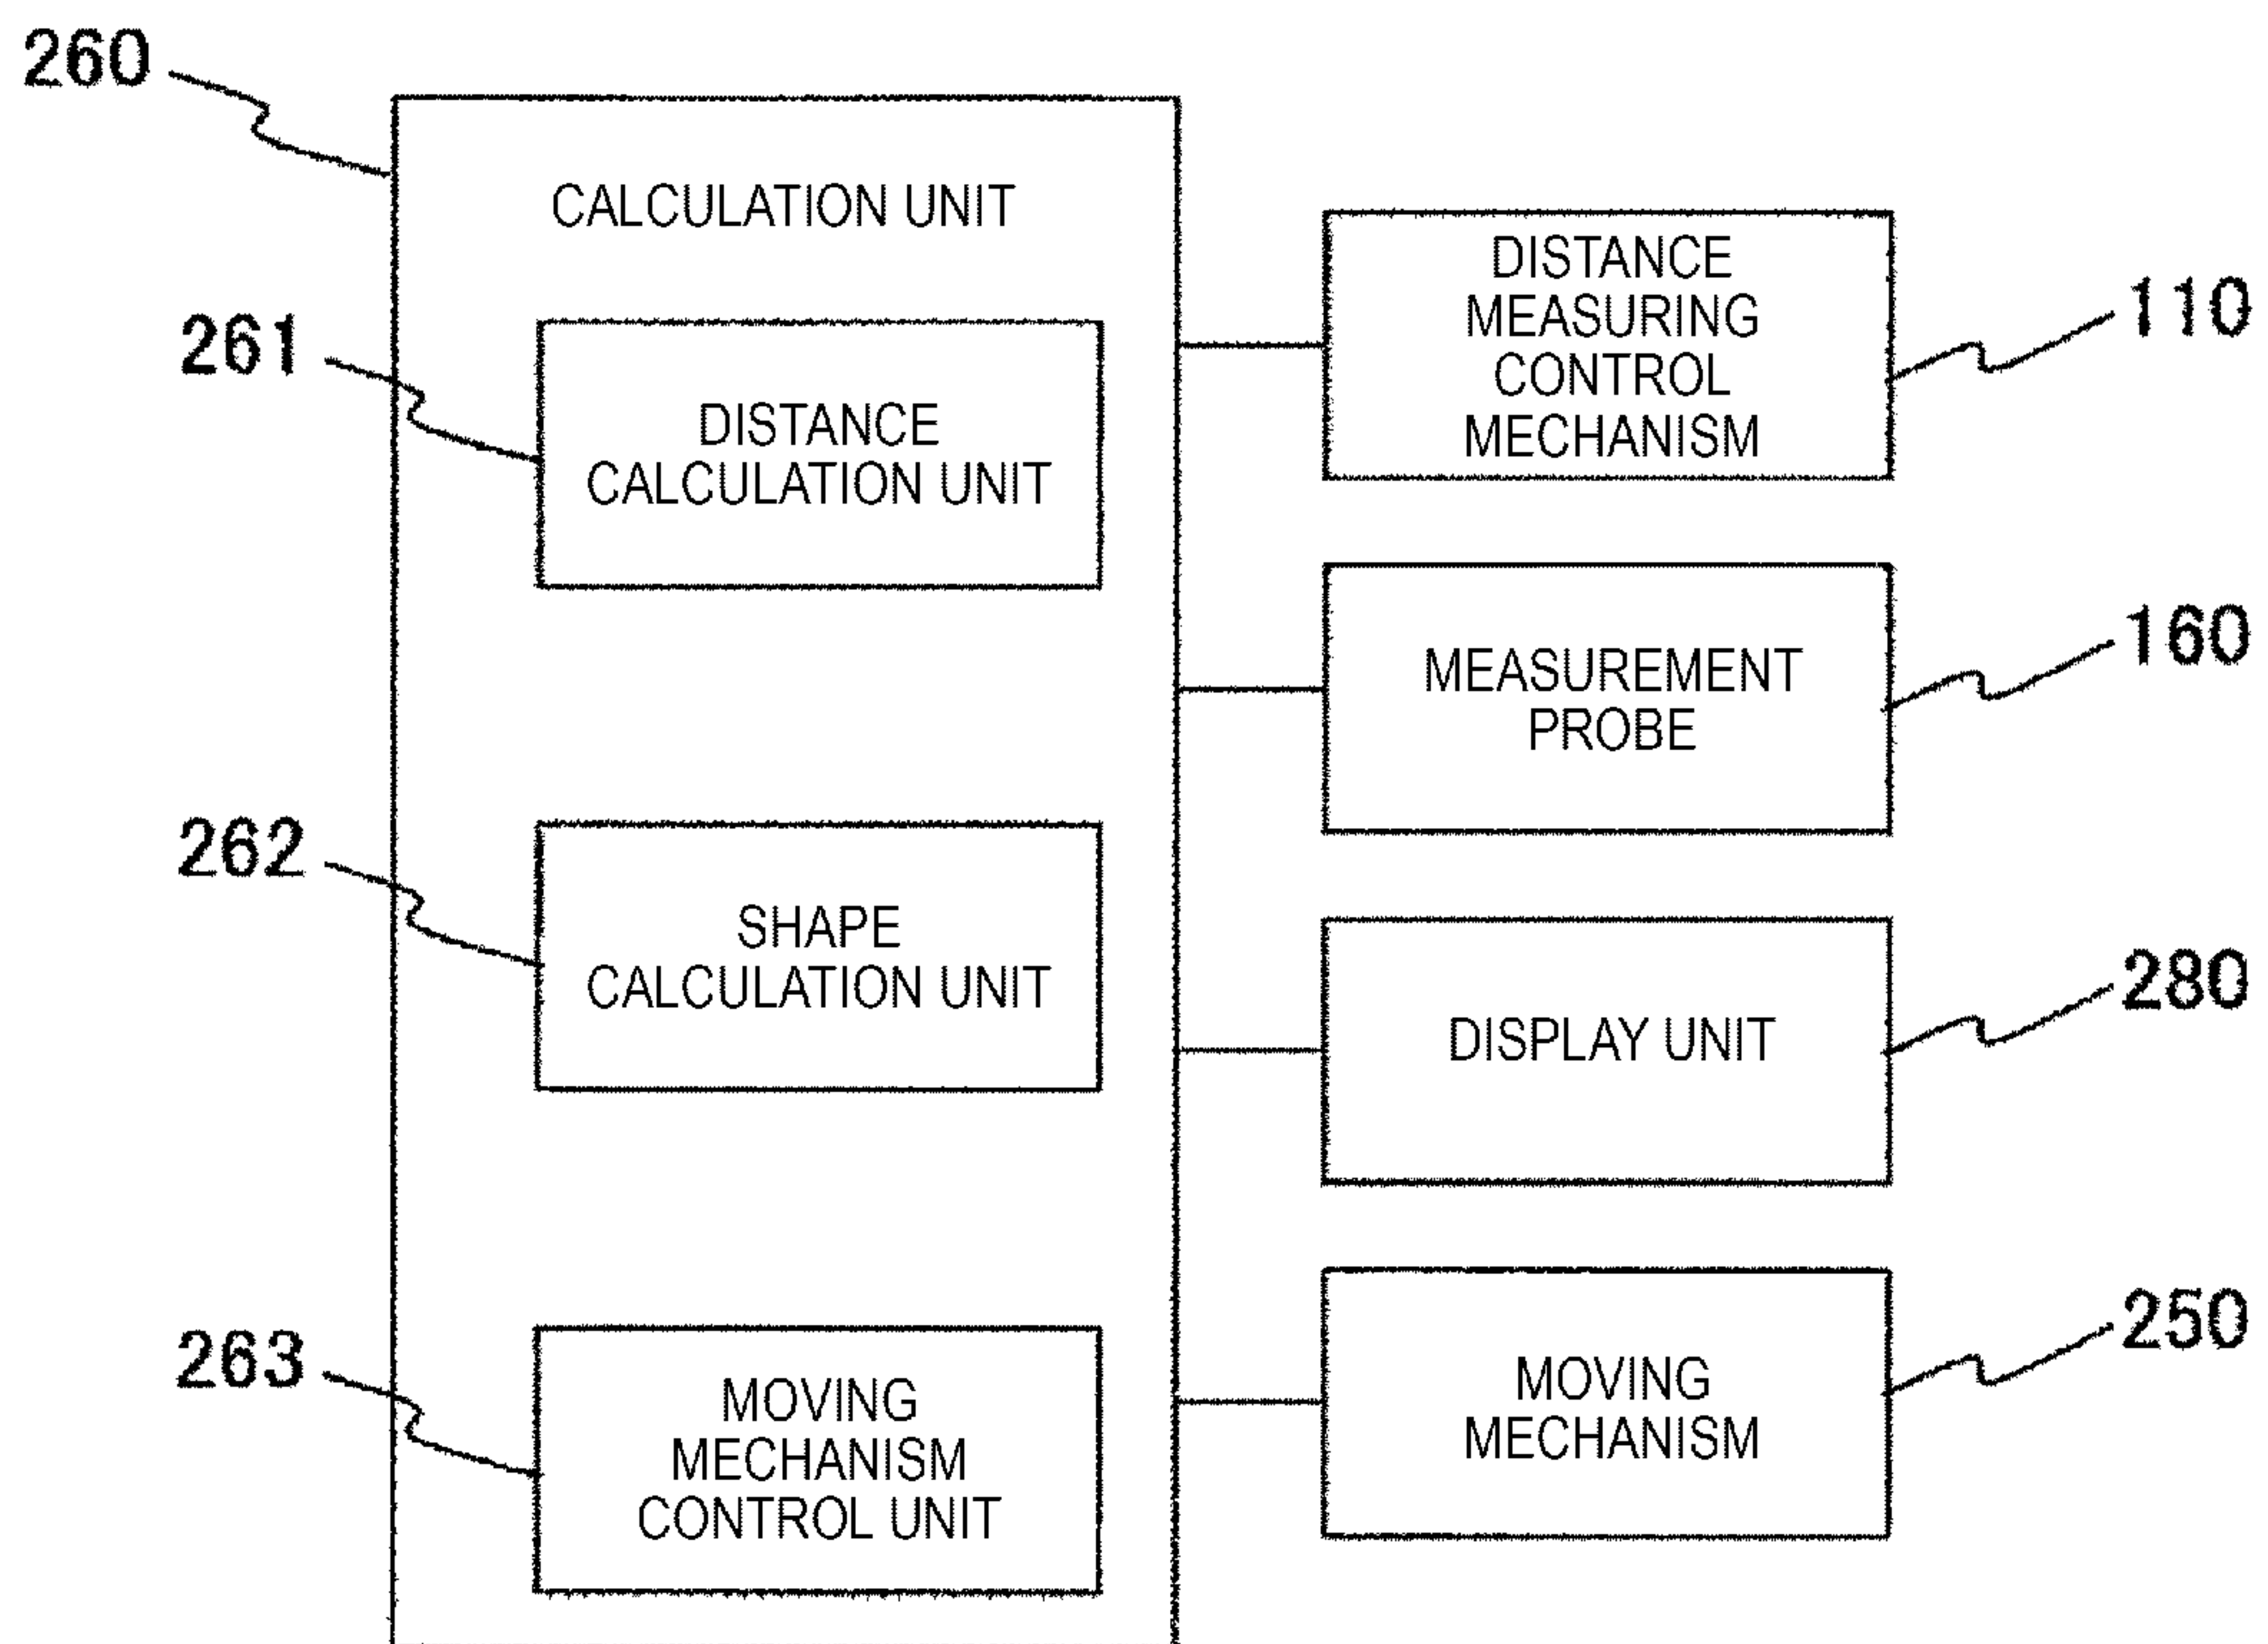 260
CALCULATION UNIT
261
DISTANCE
CALCULATION UNIT
262
SHAPE
CALCULATION UNIT
263
MOVING
MECHANISM
CONTROL UNIT
DISTANCE
MEASURING
CONTROL
MECHANISM
110
MEASUREMENT
PROBE
160
DISPLAY UNIT
280
MOVING
MECHANISM
250